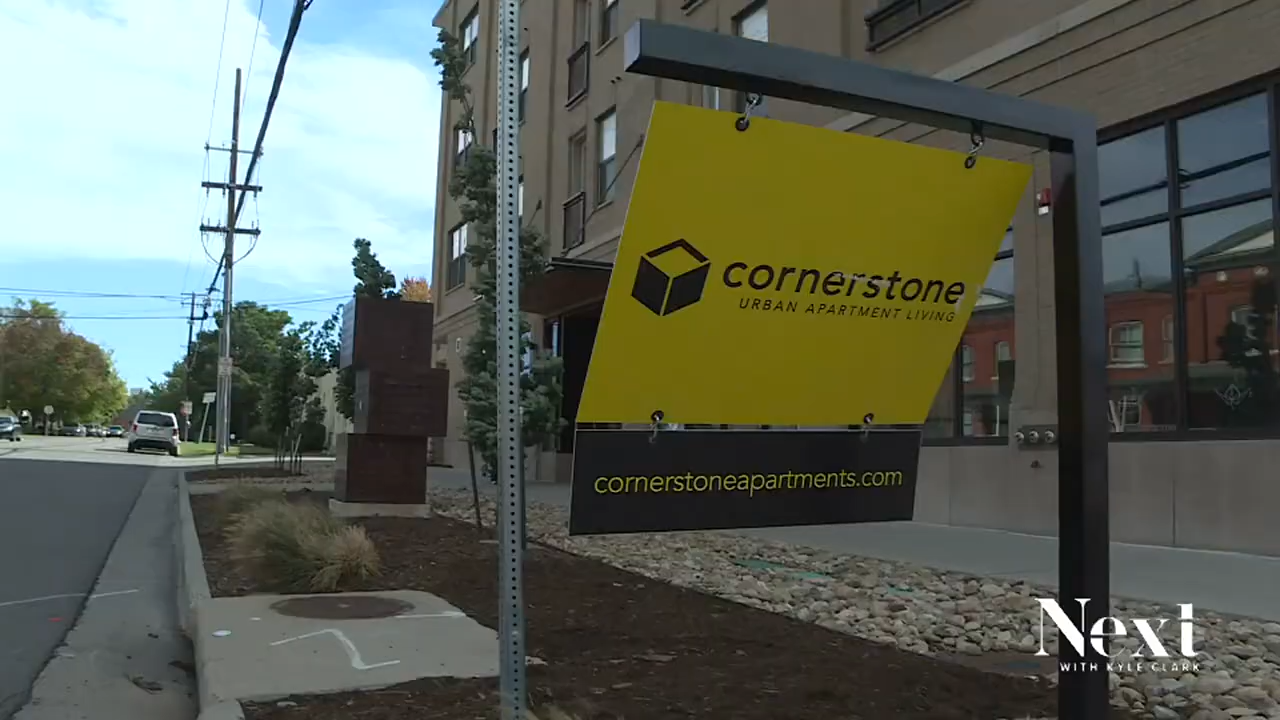 cornerstone
URBAN APARTMENT LIVING
cornerstoneapartments.com
Next
WITH KYLE CLARK